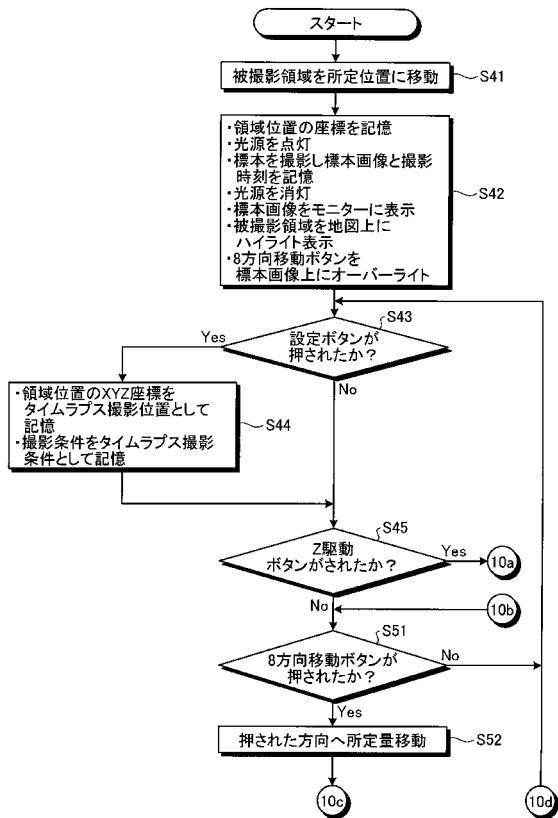 スタート
被撮影領域を所定位置に移動
S41
・領域位置の座標を記憶
・光源を点灯
・標本を撮影し標本画像と撮影
時刻を記憶
・光源を消灯
・標本画像をモニターに表示
・被撮影領域を地図上に
ハイライト表示
・8方向移動ボタンを
標本画像上にオーバーライト
S42
S43
設定ボタンが
押されたか？
Yes
No
・領域位置のXYZ座標を
タイムラプス撮影位置として
記憶
・撮影条件をタイムラプス撮影
条件として記憶
S44
S45
Z駆動
ボタンがされたか？
Yes
10a
No
10b
S51
8方向移動ボタンが
押されたか？
No
Yes
押された方向へ所定量移動
S52
10c
10d